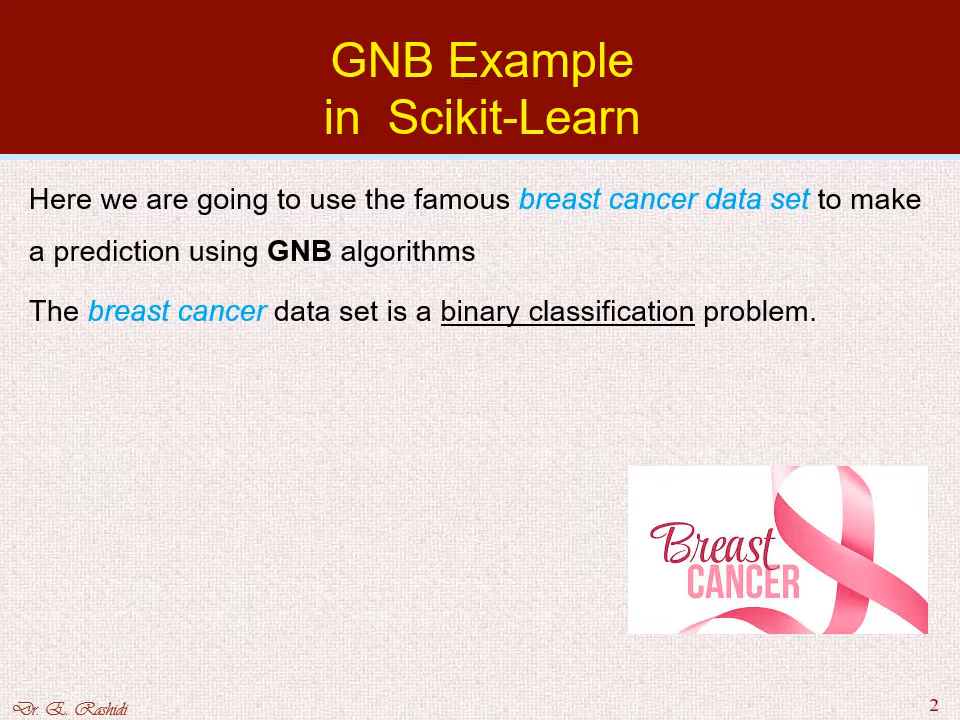 GNB Example
in Scikit-Learn
Here we are going to use the famous breast cancer data set to make
a prediction using GNB algorithms
The breast cancer data set is a binary classification problem.
Breast
CANCER
Dr. E. Rashidi
2